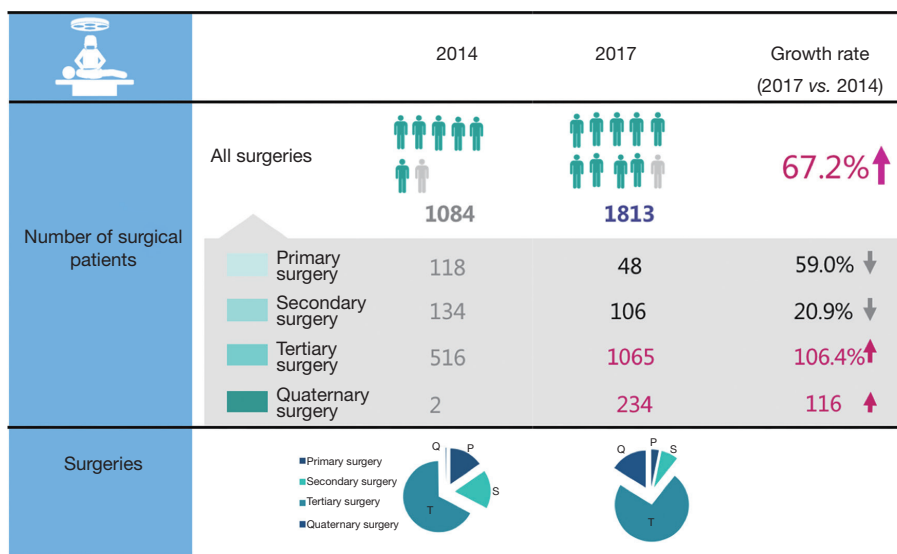 2014 2017 Growth rate
(2017 vs. 2014)
All surgeries
67.2%
1084 1813
Number of surgical
patients
Primary
surgery
118 48 59.0%
Secondary
surgery
134 106 20.9%
Tertiary
surgery
516 1065 106.4%
Quaternary
surgery
2 234 116
Surgeries
Primary surgery
Secondary surgery
Tertiary surgery
Quaternary surgery
Q P
S
T
Q P
S
T